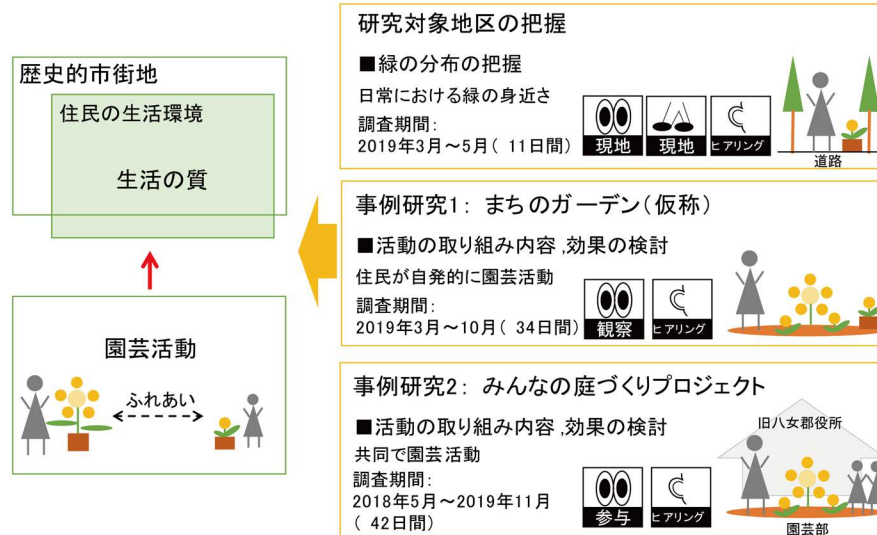 歴史的市街地
住民の生活環境
生活の質
園芸活動
ふれあい
研究対象地区の把握
■緑の分布の把握
日常における緑の身近さ
調査期間:
2019年3月～5月( 11日間)
現地
現地
ヒアリング
道路
事例研究1: まちのガーデン(仮称)
■活動の取り組み内容 ,効果の検討
住民が自発的に園芸活動
調査期間:
2019年3月～10月( 34日間)
観察
ヒアリング
事例研究2: みんなの庭づくりプロジェクト
■活動の取り組み内容 ,効果の検討
共同で園芸活動
調査期間:
2018年5月～2019年11月
( 42日間)
参与
ヒアリング
旧八女郡役所
園芸部